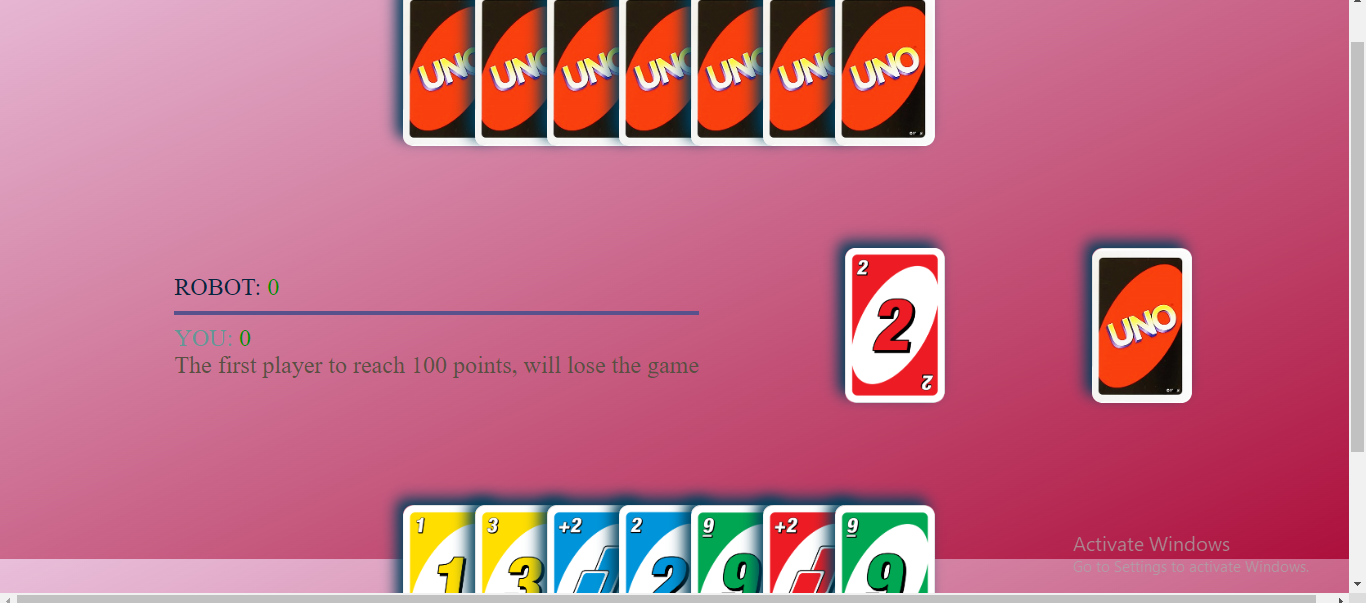 UNO UNO UNO UNO UNO UNO UNO
ROBOT: 0
YOU: 0
The first player to reach 100 points, will lose the game
2
2
2
UNO
1 3 +2 2 9 +2 9
1 3 2 9 9
Activate Windows
Go to Settings to activate Windows.